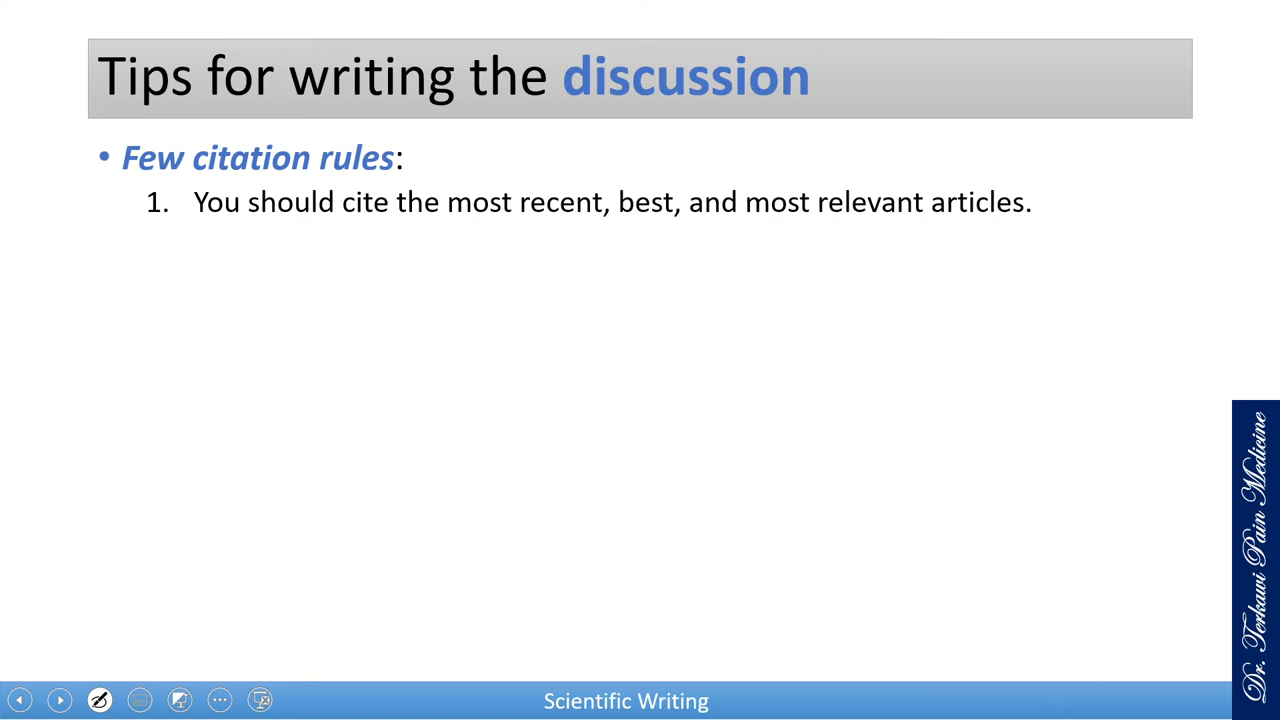 Tips for writing the discussion
• Few citation rules:
1. You should cite the most recent, best, and most relevant articles.
Dr. Terkawi Pain Medicine
Scientific Writing